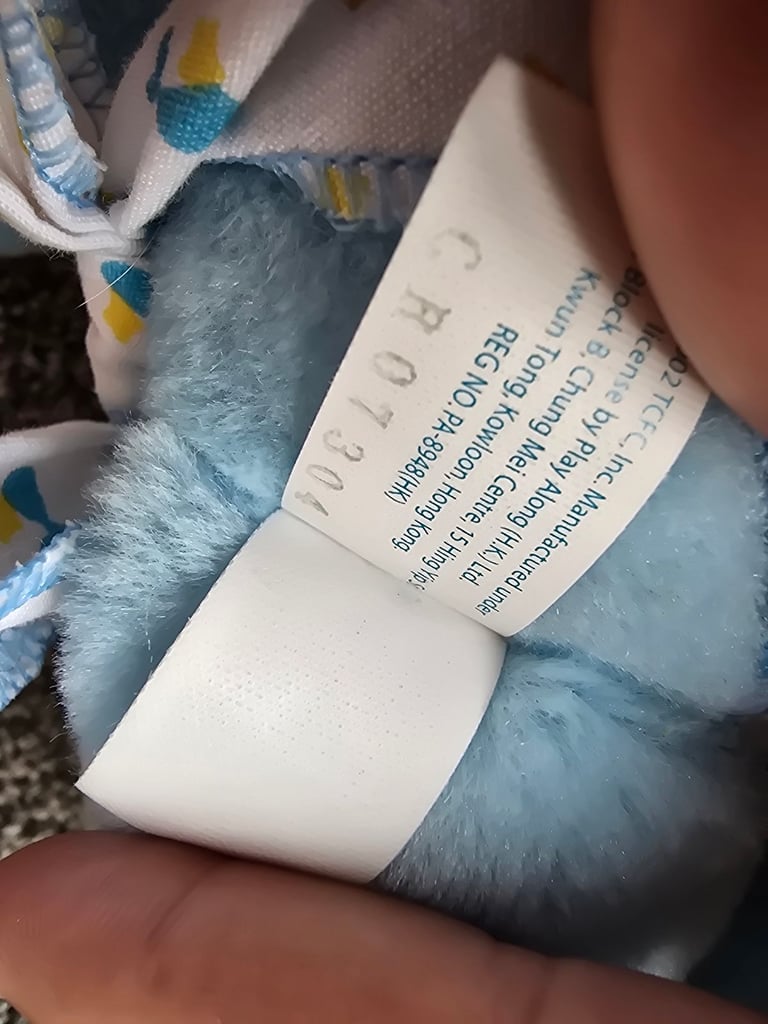 002 TCFC, Inc. Manufactured under
license by Play Along (H.K.) Ltd.
Block B, Chung Mei Centre, 15 Hing Yip
Kwun Tong, Kowloon, Hong Kong
REG NO PA-8948(HK)
CR07304